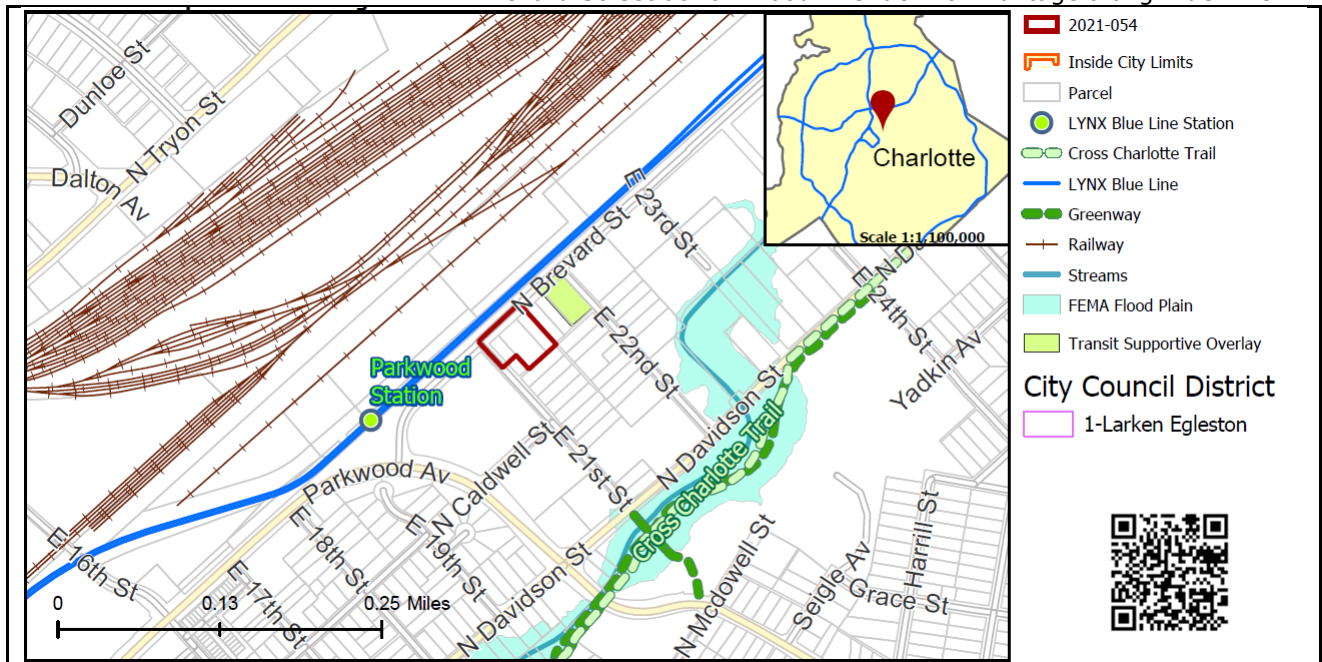 Dunloe St
N Tryon St
Dalton Av
E 23rd St
N Brevard St
E 22nd St
E 24th St
Yadkin Av
Parkwood
Station
N Davidson St
Cross Charlotte Trail
E 21st St
N Caldwell St
Parkwood Av
E 19th St
E 18th St
E 17th St
E 16th St
N Davidson St
N Mcdowell St
Seigle Av
Harrill St
Grace St
0 0.13 0.25 Miles
Charlotte
Scale 1:1,100,000
2021-054
Inside City Limits
Parcel
LYNX Blue Line Station
Cross Charlotte Trail
LYNX Blue Line
Greenway
Railway
Streams
FEMA Flood Plain
Transit Supportive Overlay
City Council District
1-Larken Egleston